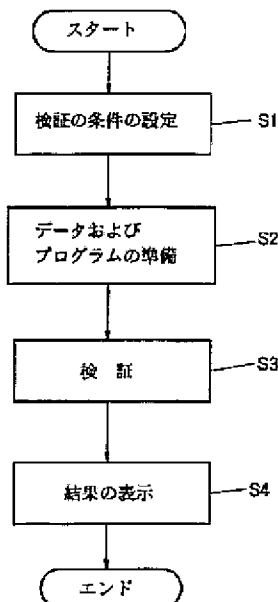 スタート
検証の条件の設定
S1
データおよび
プログラムの準備
S2
検 証
S3
結果の表示
S4
エンド